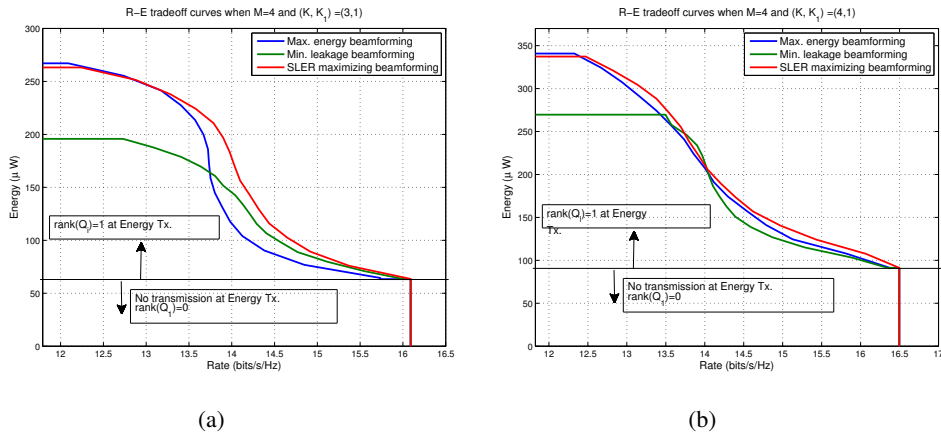 R-E tradeoff curves when M=4 and (K, K₁) =(3,1)
Max. energy beamforming
Min. leakage beamforming
SLER maximizing beamforming
300
250
200
150
100
50
0
Energy (μ W)
rank(Q₁)=1 at Energy Tx.
No transmission at Energy Tx.
rank(Q₁)=0
12 12.5 13 13.5 14 14.5 15 15.5 16 16.5
Rate (bits/s/Hz)
(a)
R-E tradeoff curves when M=4 and (K, K₁) =(4,1)
Max. energy beamforming
Min. leakage beamforming
SLER maximizing beamforming
350
300
250
200
150
100
50
0
Energy (μ W)
rank(Q₁)=1 at Energy
Tx.
No transmission at Energy Tx.
rank(Q₁)=0
12 12.5 13 13.5 14 14.5 15 15.5 16 16.5 17
Rate (bits/s/Hz)
(b)